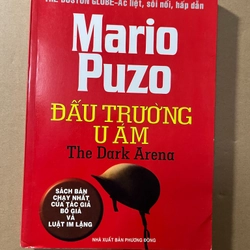 THE BOSTON GLOBE-Ác liệt, sôi nổi, hấp dẫn
Mario
Puzo
ĐẤU TRƯỜNG
U ÁM
The Dark Arena
SÁCH BÁN
CHẠY NHẤT
CỦA TÁC GIẢ
BỐ GIÀ
VÀ
LUẬT IM LẶNG
NHÀ XUẤT BẢN PHƯƠNG ĐÔNG